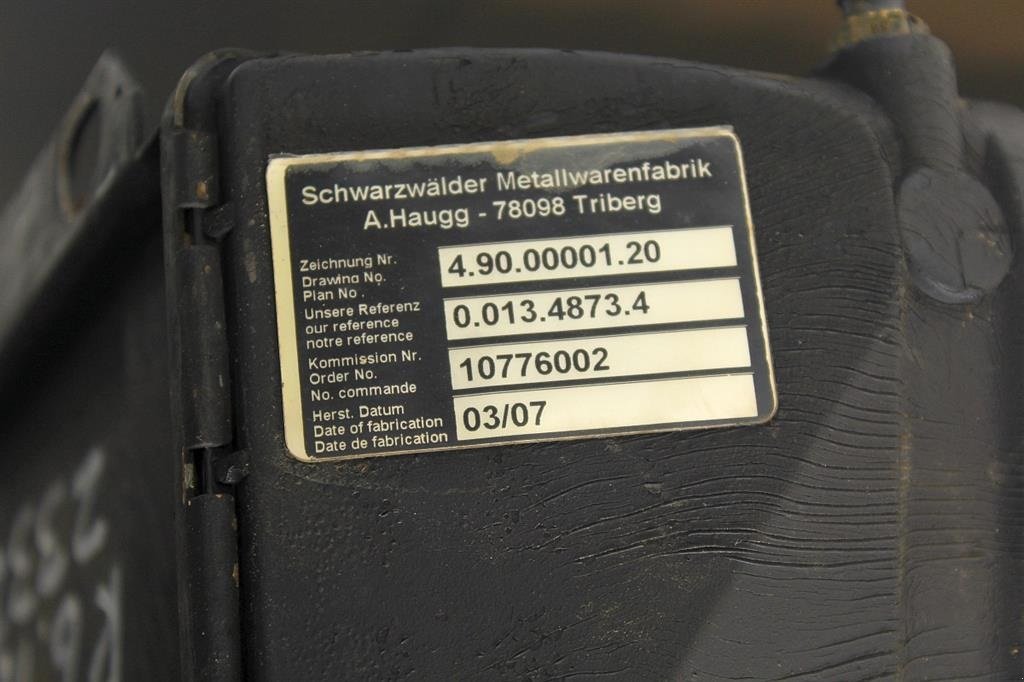 Schwarzwälder Metallwarenfabrik
A.Haugg - 78098 Triberg
Zeichnung Nr.
Drawing No.
Plan No.
4.90.00001.20
Unsere Referenz
our reference
notre reference
0.013.4873.4
Kommission Nr.
Order No.
No. commande
10776002
Herst. Datum
Date of fabrication
Date de fabrication
03/07